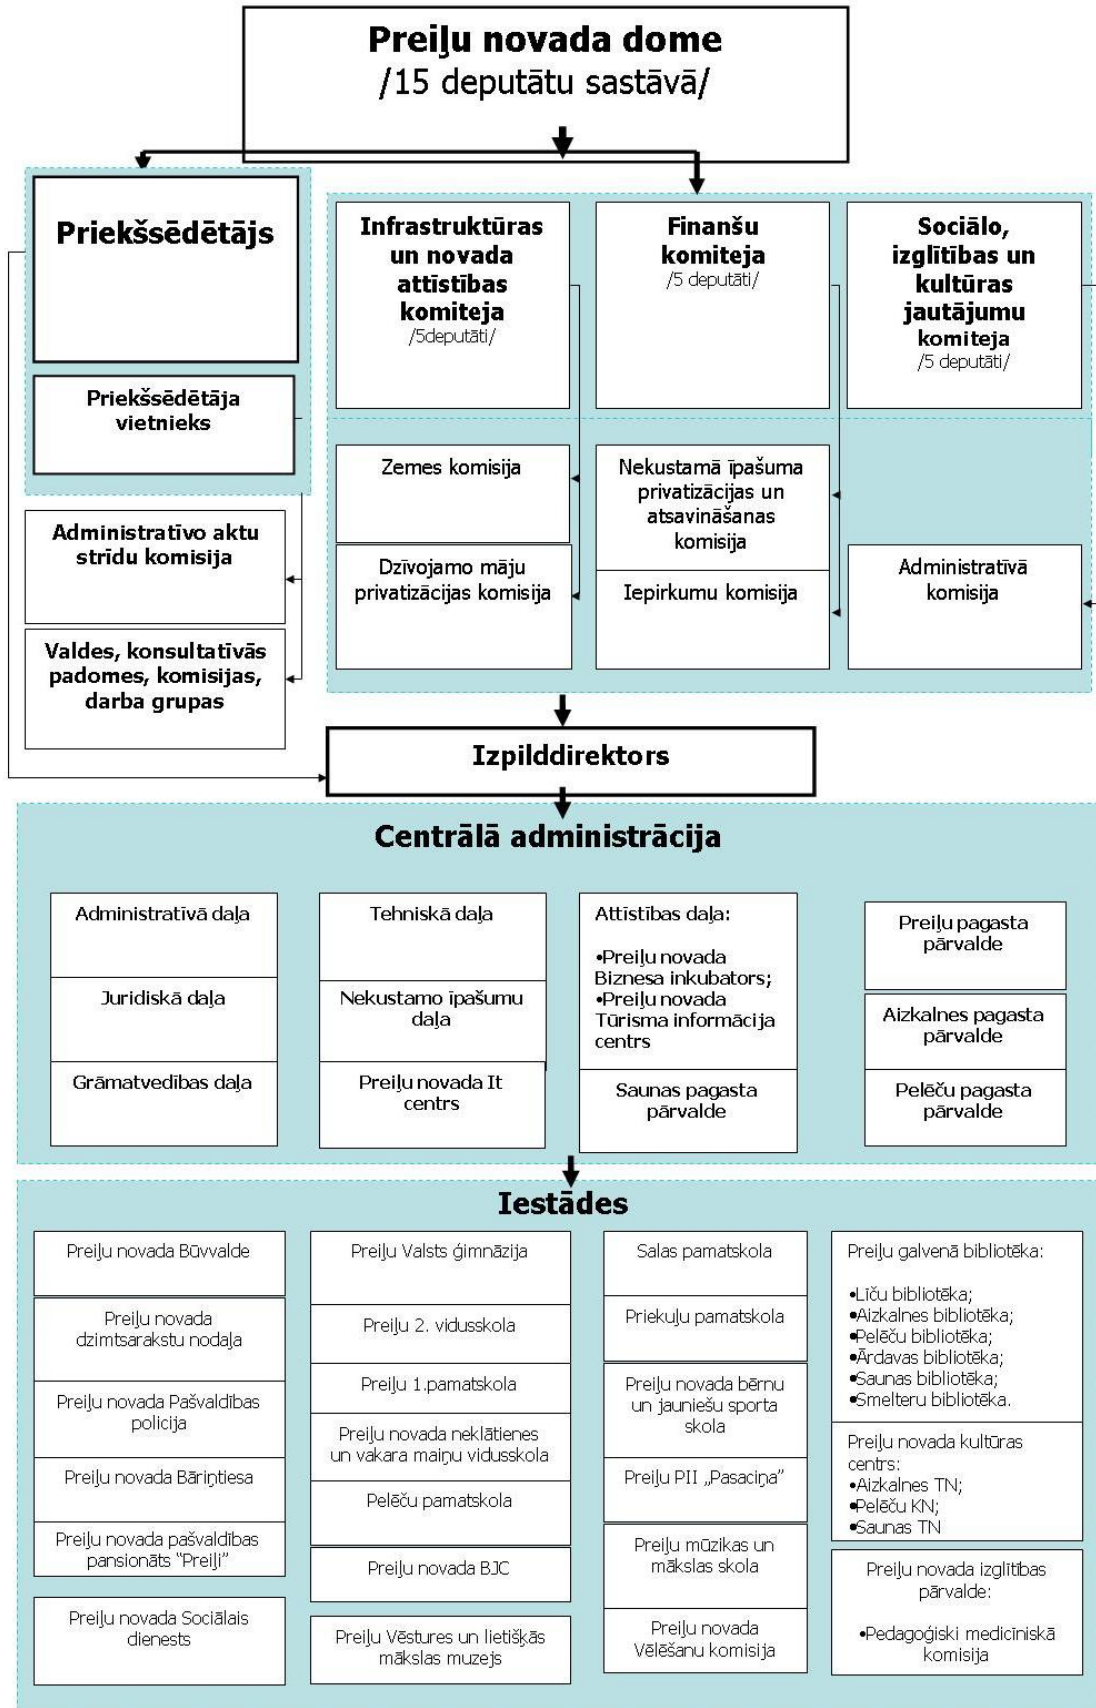 Preiļu novada dome
/15 deputātu sastāvā/
Priekšsēdētājs
Priekšsēdētāja
vietnieks
Administratīvo aktu
strīdu komisija
Valdes, konsultatīvās
padomes, komisijas,
darba grupas
Infrastruktūras
un novada
attīstības
komiteja
/5deputāti/
Finanšu
komiteja
/5 deputāti/
Sociālo,
izglītības un
kultūras
jautājumu
komiteja
/5 deputāti/
Zemes komisija
Dzīvojamo māju
privatizācijas komisija
Nekustamā īpašuma
privatizācijas un
atsavināšanas
komisija
Iepirkumu komisija
Administratīvā
komisija
Izpilddirektors
Centrālā administrācija
Administratīvā daļa
Juridiskā daļa
Grāmatvedības daļa
Tehniskā daļa
Nekustamo īpašumu
daļa
Preiļu novada It
centrs
Attīstības daļa:
•Preiļu novada
Biznesa inkubators;
•Preiļu novada
Tūrisma informācija
centrs
Saunas pagasta
pārvalde
Preiļu pagasta
pārvalde
Aizkalnes pagasta
pārvalde
Pelēču pagasta
pārvalde
Iestādes
Preiļu novada Būvvalde
Preiļu novada
dzimtsarakstu nodaļa
Preiļu novada Pašvaldības
policija
Preiļu novada Bāriņtiesa
Preiļu novada pašvaldības
pansionāts “Preiļi”
Preiļu novada Sociālais
dienests
Preiļu Valsts ģimnāzija
Preiļu 2. vidusskola
Preiļu 1.pamatskola
Preiļu novada neklātienes
un vakara maiņu vidusskola
Pelēču pamatskola
Preiļu novada BJC
Preiļu Vēstures un lietišķās
mākslas muzejs
Salas pamatskola
Priekuļu pamatskola
Preiļu novada bērnu
un jauniešu sporta
skola
Preiļu PII „Pasaciņa”
Preiļu mūzikas un
mākslas skola
Preiļu novada
Vēlēšanu komisija
Preiļu galvenā bibliotēka:
•Līču bibliotēka;
•Aizkalnes bibliotēka;
•Pelēču bibliotēka;
•Ārdavas bibliotēka;
•Saunas bibliotēka;
•Smelteru bibliotēka.
Preiļu novada kultūras
centrs:
•Aizkalnes TN;
•Pelēču KN;
•Saunas TN
Preiļu novada izglītības
pārvalde:
•Pedagoģiski medicīniskā
komisija